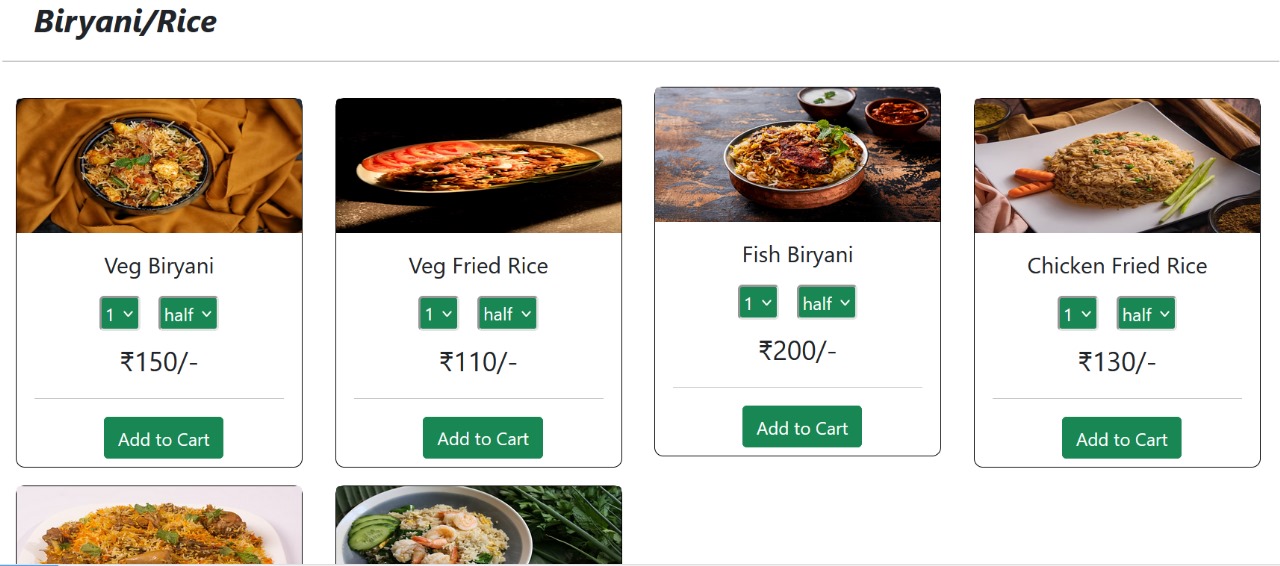 Biryani/Rice
Veg Biryani
1 half
₹150/-
Add to Cart
Veg Fried Rice
1 half
₹110/-
Add to Cart
Fish Biryani
1 half
₹200/-
Add to Cart
Chicken Fried Rice
1 half
₹130/-
Add to Cart